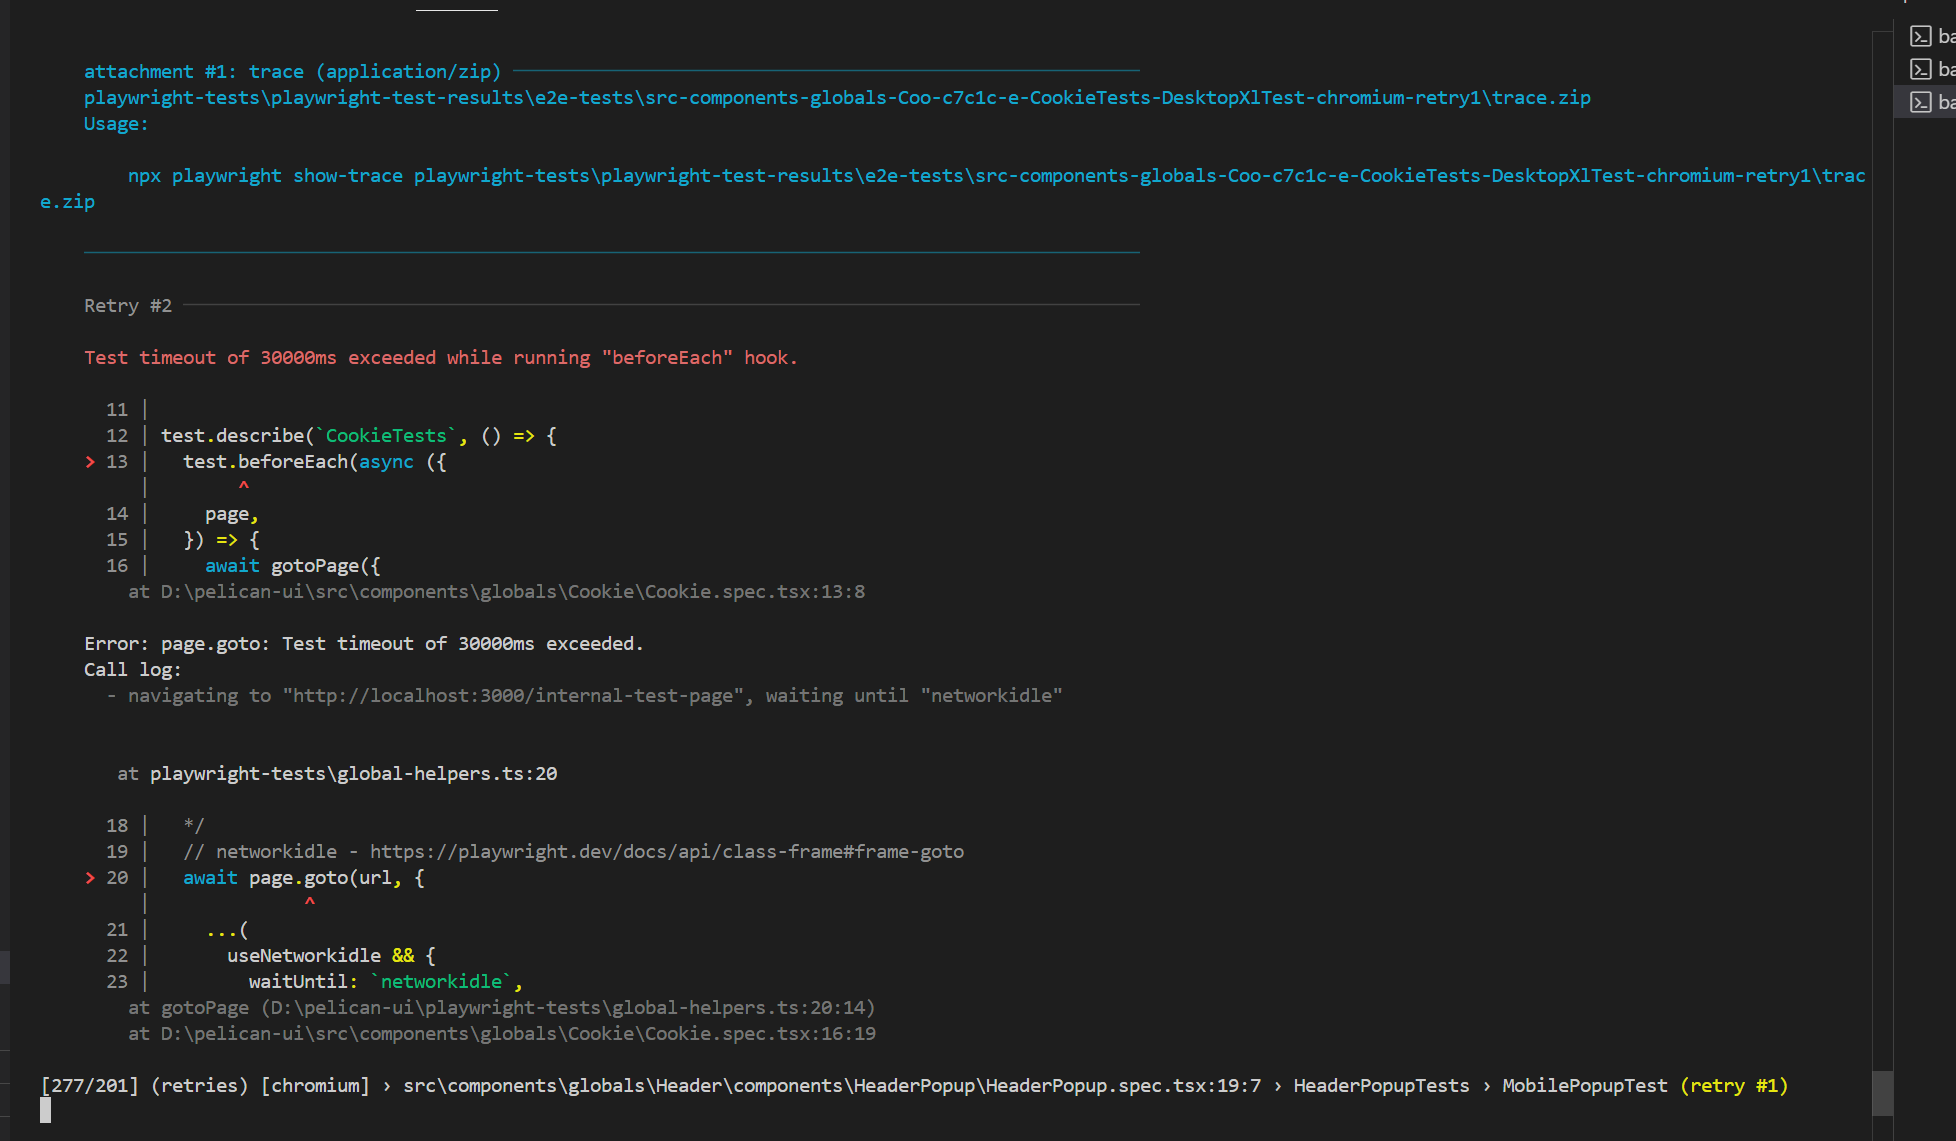 attachment #1: trace (application/zip)
playwright-tests\playwright-test-results\e2e-tests\src-components-globals-Coo-c7c1c-e-CookieTests-DesktopXlTest-chromium-retry1\trace.zip
Usage:
npx playwright show-trace playwright-tests\playwright-test-results\e2e-tests\src-components-globals-Coo-c7c1c-e-CookieTests-DesktopXlTest-chromium-retry1\trac
e.zip
Retry #2
Test timeout of 30000ms exceeded while running "beforeEach" hook.
11 |
12 | test.describe(`CookieTests`, () => {
> 13 |   test.beforeEach(async ({
|        ^
14 |     page,
15 |   }) => {
16 |     await gotoPage({
at D:\pelican-ui\src\components\globals\Cookie\Cookie.spec.tsx:13:8
Error: page.goto: Test timeout of 30000ms exceeded.
Call log:
- navigating to "http://localhost:3000/internal-test-page", waiting until "networkidle"
at playwright-tests\global-helpers.ts:20
18 |   */
19 |   // networkidle - https://playwright.dev/docs/api/class-frame#frame-goto
> 20 |   await page.goto(url, {
|              ^
21 |     ...(
22 |       useNetworkidle && {
23 |         waitUntil: `networkidle`,
at gotoPage (D:\pelican-ui\playwright-tests\global-helpers.ts:20:14)
at D:\pelican-ui\src\components\globals\Cookie\Cookie.spec.tsx:16:19
[277/201] (retries) [chromium] › src\components\globals\Header\components\HeaderPopup\HeaderPopup.spec.tsx:19:7 › HeaderPopupTests › MobilePopupTest (retry #1)
ba
ba
ba